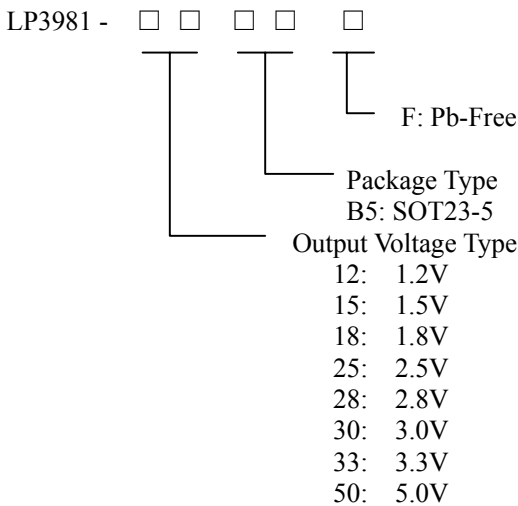 LP3981 - □ □ □ □ □
F: Pb-Free
Package Type
B5: SOT23-5
Output Voltage Type
12: 1.2V
15: 1.5V
18: 1.8V
25: 2.5V
28: 2.8V
30: 3.0V
33: 3.3V
50: 5.0V